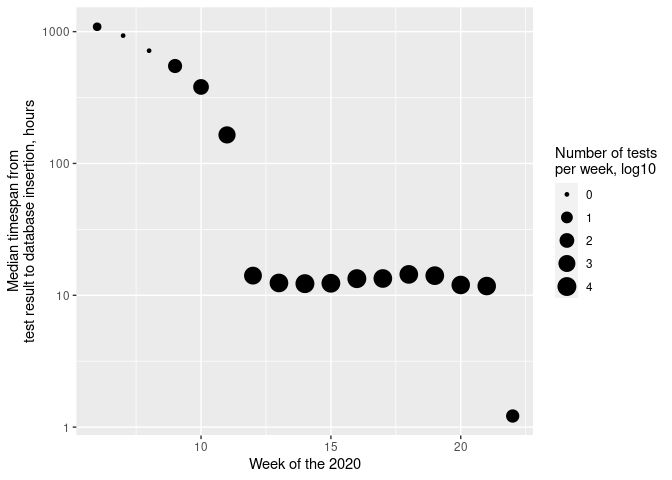 1000
100
10
1
Median timespan from
test result to database insertion, hours
10
15
20
Week of the 2020
Number of tests
per week, log10
0
1
2
3
4